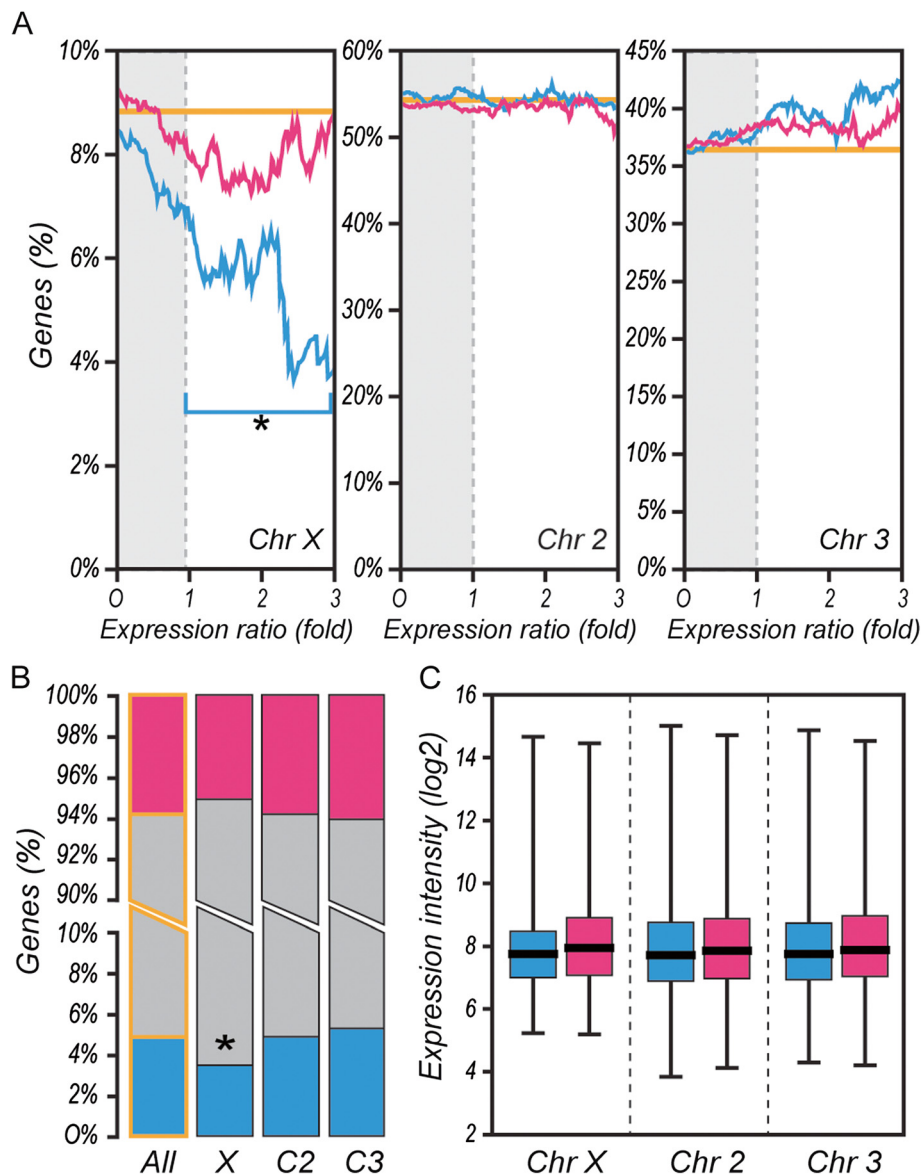 A
10%
8%
6%
4%
2%
0%
Genes (%)
*
Chr X
0 1 2 3
Expression ratio (fold)
60%
50%
40%
30%
20%
10%
0%
Chr 2
0 1 2 3
Expression ratio (fold)
45%
40%
35%
30%
25%
20%
15%
10%
5%
0%
Chr 3
0 1 2 3
Expression ratio (fold)
B
100%
98%
96%
94%
92%
90%
10%
8%
6%
4%
2%
0%
Genes (%)
*
All X C2 C3
C
16
14
12
10
8
6
4
2
Expression intensity (log2)
Chr X Chr 2 Chr 3